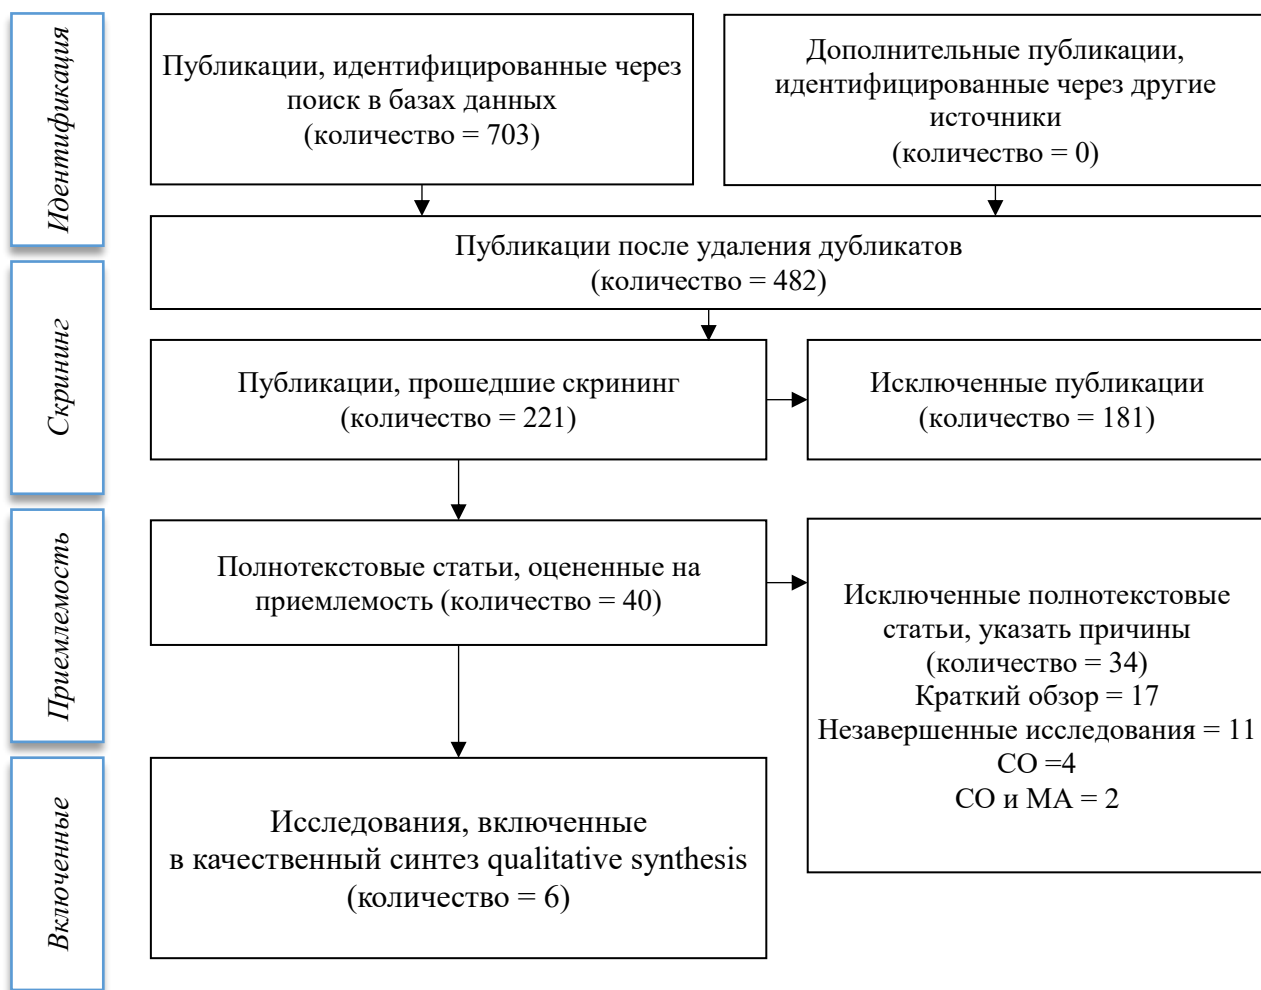 Идентификация
Публикации, идентифицированные через
поиск в базах данных
(количество = 703)
Дополнительные публикации,
идентифицированные через другие
источники
(количество = 0)
Публикации после удаления дубликатов
(количество = 482)
Скрининг
Публикации, прошедшие скрининг
(количество = 221)
Исключенные публикации
(количество = 181)
Приемлемость
Полнотекстовые статьи, оцененные на
приемлемость (количество = 40)
Исключенные полнотекстовые
статьи, указать причины
(количество = 34)
Краткий обзор = 17
Незавершенные исследования = 11
СО =4
СО и МА = 2
Включенные
Исследования, включенные
в качественный синтез qualitative synthesis
(количество = 6)